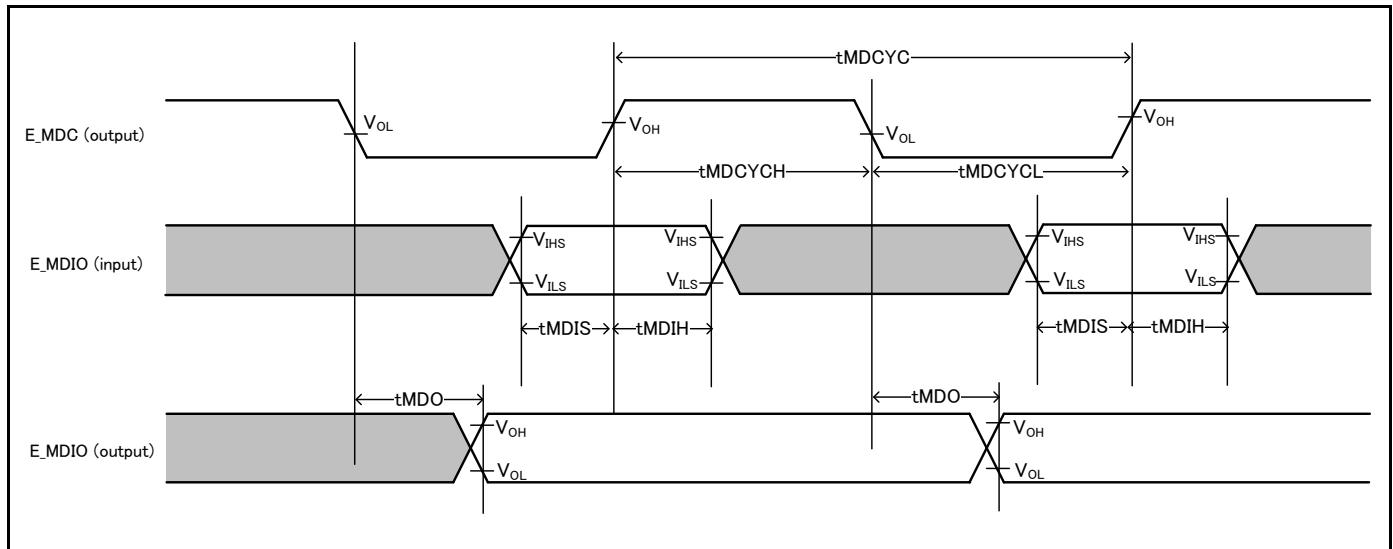 tMDCYC
E_MDC (output)
VOL
VOH
VOL
VOH
tMDCYCH
tMDCYCL
E_MDIO (input)
VIHS
VIHS
VIHS
VIHS
VILS
VILS
VILS
VILS
tMDIS
tMDIH
tMDIS
tMDIH
tMDO
tMDO
E_MDIO (output)
VOH
VOH
VOL
VOL